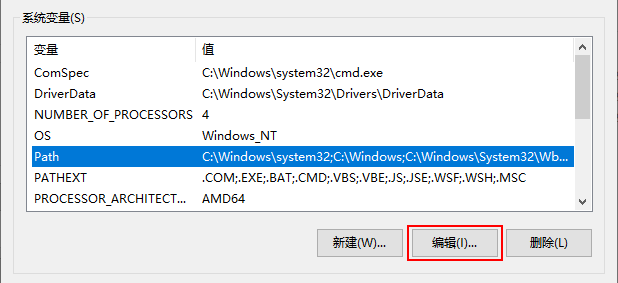 系统变量(S)
变量 值
ComSpec C:\Windows\system32\cmd.exe
DriverData C:\Windows\System32\Drivers\DriverData
NUMBER_OF_PROCESSORS 4
OS Windows_NT
Path C:\Windows\system32;C:\Windows;C:\Windows\System32\Wb...
PATHEXT .COM;.EXE;.BAT;.CMD;.VBS;.VBE;.JS;.JSE;.WSF;.WSH;.MSC
PROCESSOR_ARCHITECT... AMD64
新建(W)... 编辑(I)... 删除(L)